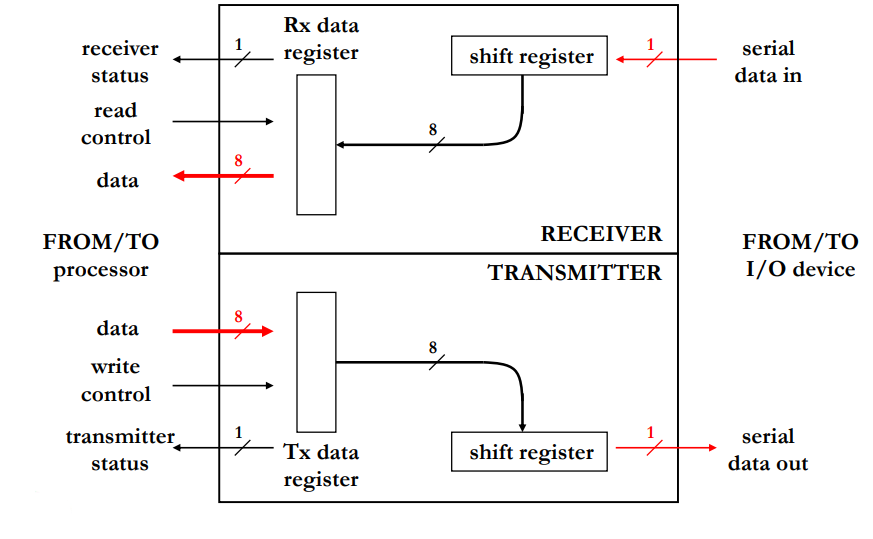 Rx data
register
receiver
status
1
shift register
1
serial
data in
read
control
8
8
data
RECEIVER
FROM/TO
processor
FROM/TO
I/O device
TRANSMITTER
data
8
8
write
control
transmitter
status
1
Tx data
register
shift register
1
serial
data out